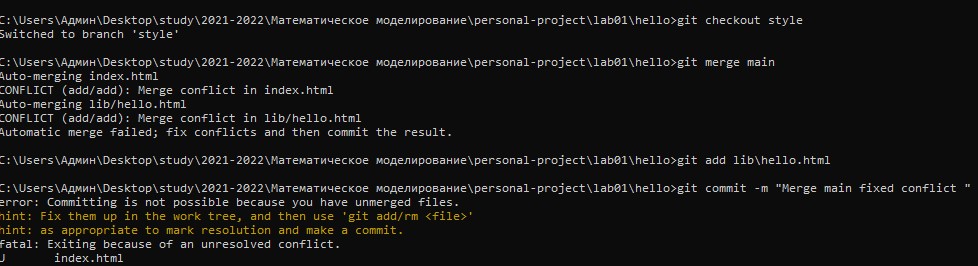 C:\Users\Админ\Desktop\study\2021-2022\Математическое моделирование\personal-project\lab01\hello>git checkout style
Switched to branch 'style'
C:\Users\Админ\Desktop\study\2021-2022\Математическое моделирование\personal-project\lab01\hello>git merge main
Auto-merging index.html
CONFLICT (add/add): Merge conflict in index.html
Auto-merging lib/hello.html
CONFLICT (add/add): Merge conflict in lib/hello.html
Automatic merge failed; fix conflicts and then commit the result.
C:\Users\Админ\Desktop\study\2021-2022\Математическое моделирование\personal-project\lab01\hello>git add lib\hello.html
C:\Users\Админ\Desktop\study\2021-2022\Математическое моделирование\personal-project\lab01\hello>git commit -m "Merge main fixed conflict "
error: Committing is not possible because you have unmerged files.
hint: Fix them up in the work tree, and then use 'git add/rm <file>'
hint: as appropriate to mark resolution and make a commit.
fatal: Exiting because of an unresolved conflict.
U       index.html